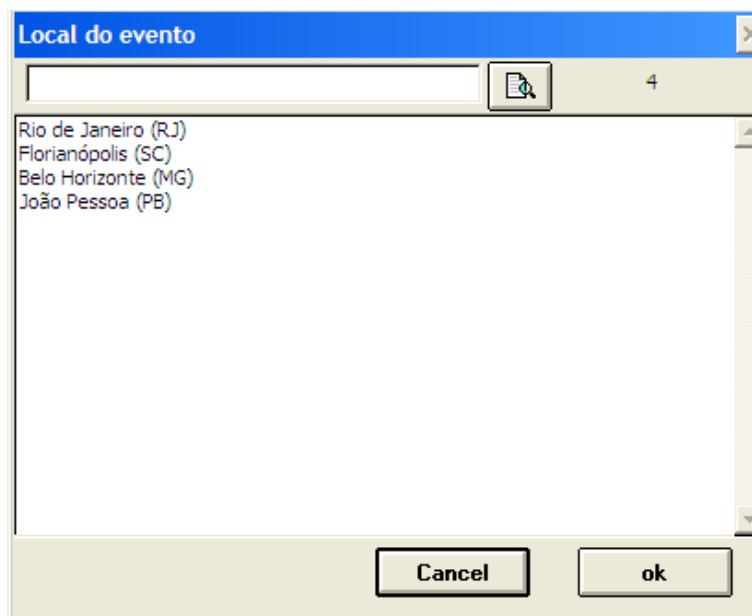 Local do evento
4
Rio de Janeiro (RJ)
Florianópolis (SC)
Belo Horizonte (MG)
João Pessoa (PB)
Cancel ok